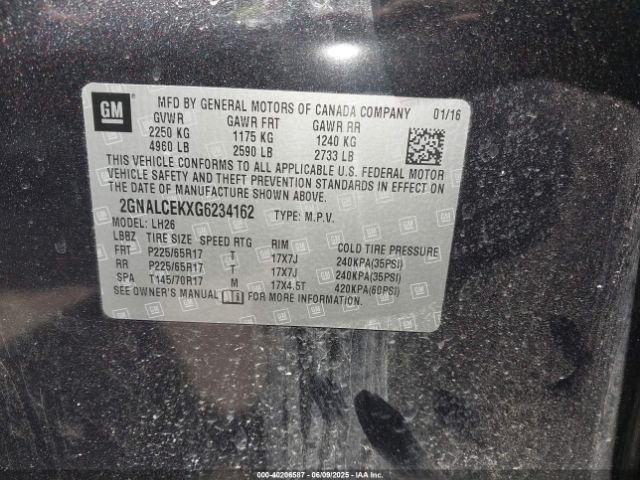 GM
MFD BY GENERAL MOTORS OF CANADA COMPANY 01/16
GVWR GAWR FRT GAWR RR
2250 KG 1175 KG 1240 KG
4960 LB 2590 LB 2733 LB
THIS VEHICLE CONFORMS TO ALL APPLICABLE U.S. FEDERAL MOTOR
VEHICLE SAFETY AND THEFT PREVENTION STANDARDS IN EFFECT ON
THE DATE OF MANUFACTURE SHOWN ABOVE.
2GNALCEKXG6234162 TYPE: M.P.V.
MODEL: LH26
LBBZ TIRE SIZE SPEED RTG RIM COLD TIRE PRESSURE
FRT P225/65R17 T 17X7J 240KPA(35PSI)
RR P225/65R17 T 17X7J 240KPA(35PSI)
SPA T145/70R17 M 17X4.5T 420KPA(60PSI)
SEE OWNER'S MANUAL FOR MORE INFORMATION.
000-40206587 - 06/09/2025 - IAAI.com